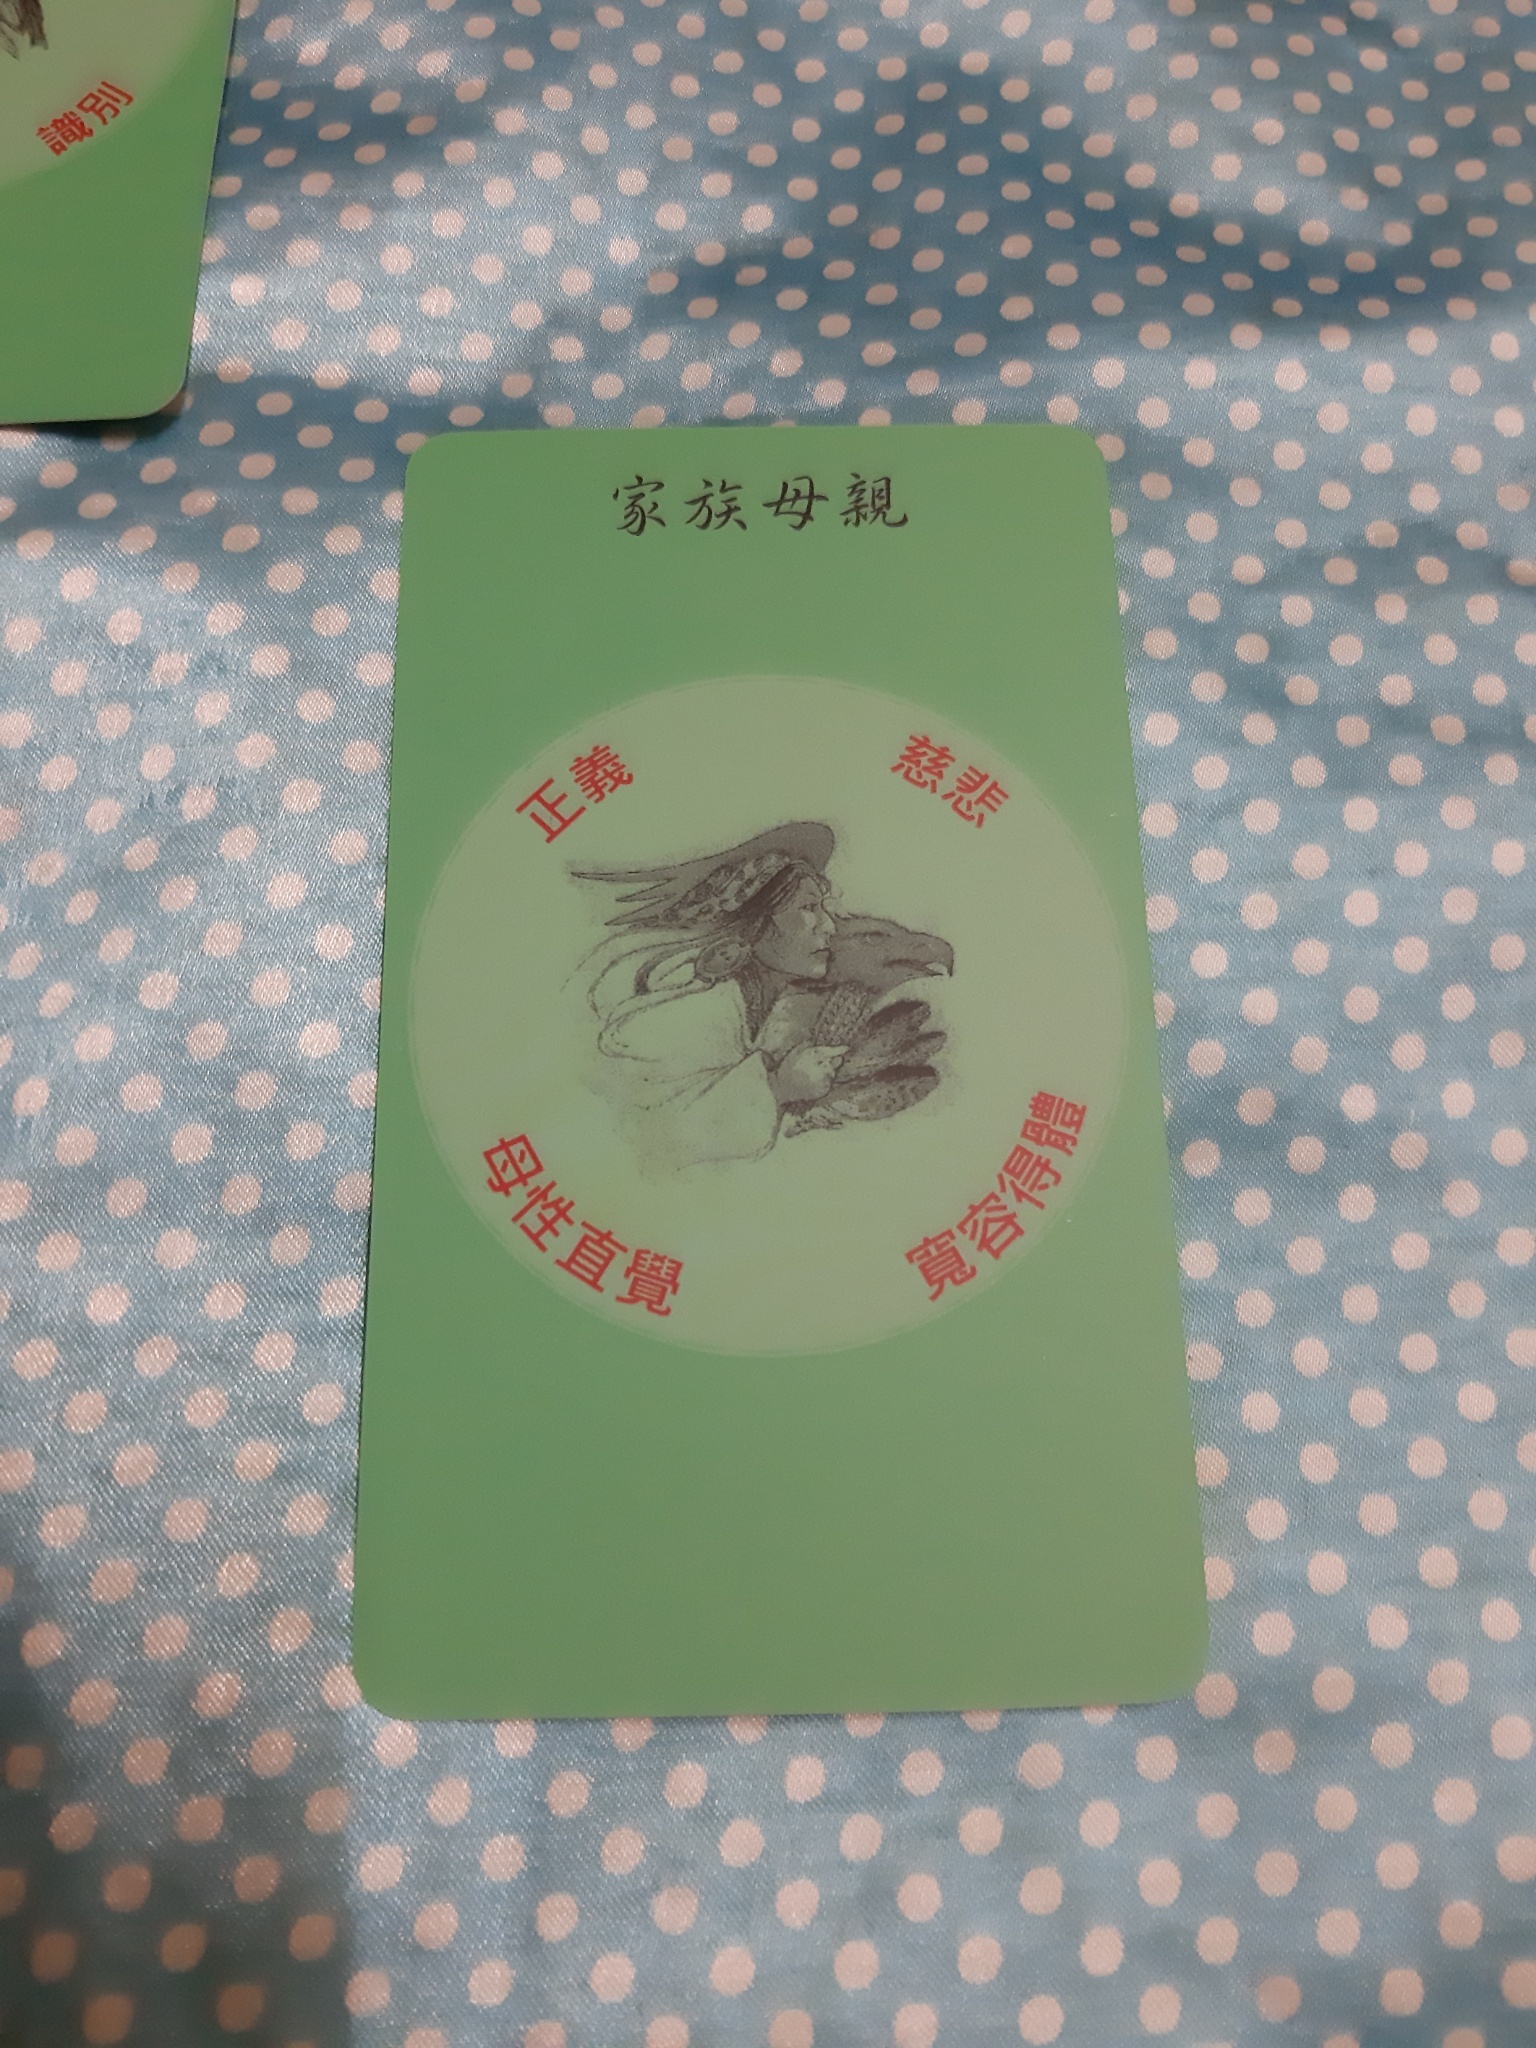 識別
家族母親
正義
慈悲
母性直覺
寬容得體